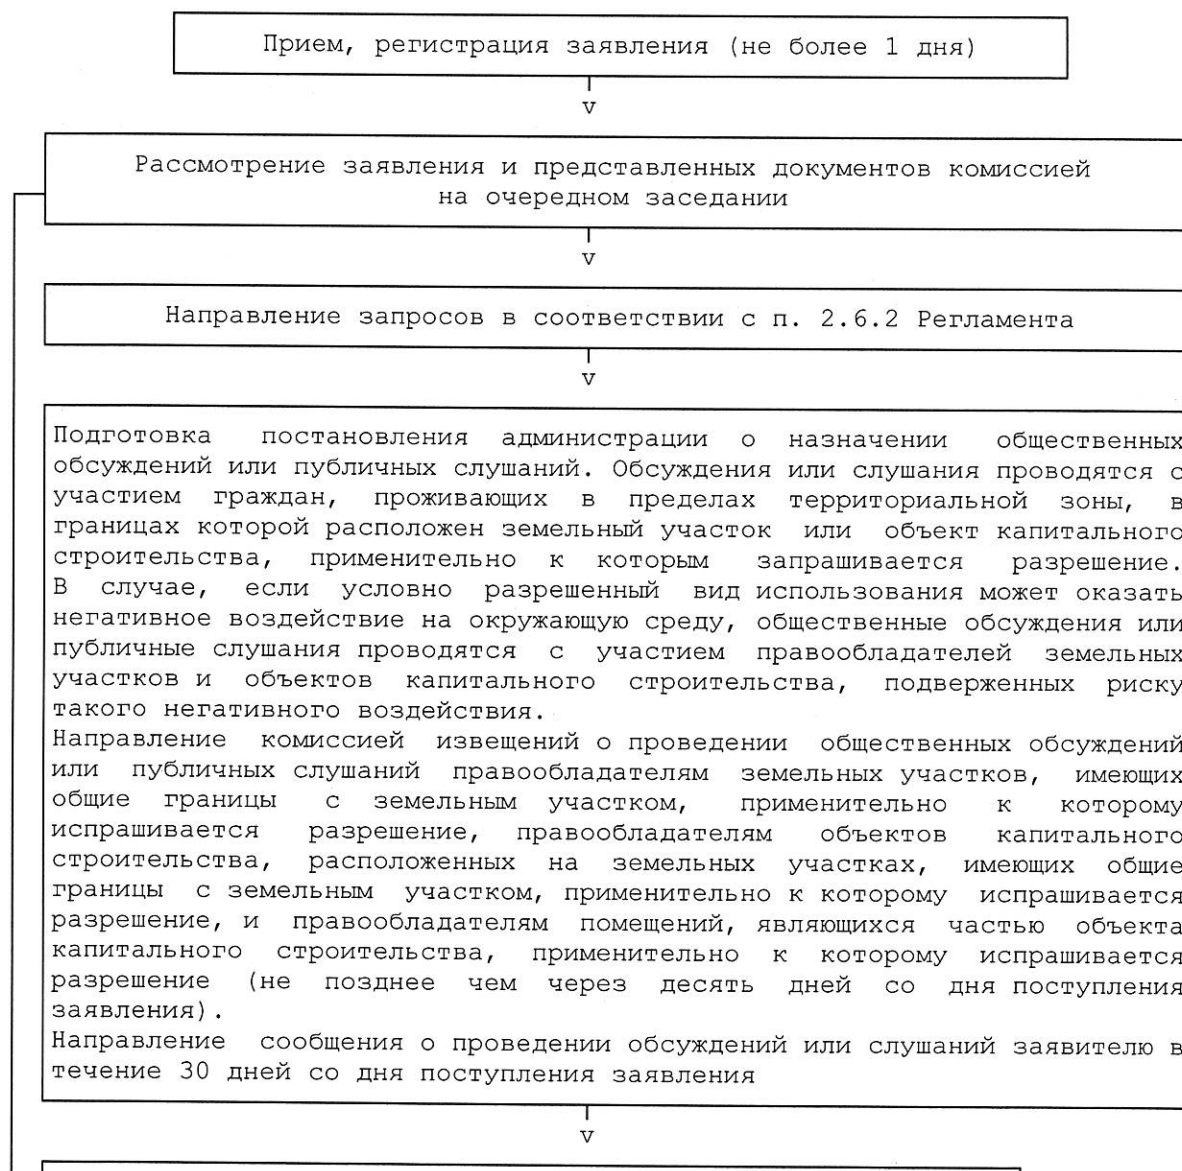 Прием, регистрация заявления (не более 1 дня)
v
Рассмотрение заявления и представленных документов комиссией
на очередном заседании
v
Направление запросов в соответствии с п. 2.6.2 Регламента
v
Подготовка постановления администрации о назначении общественных
обсуждений или публичных слушаний. Обсуждения или слушания проводятся с
участием граждан, проживающих в пределах территориальной зоны, в
границах которой расположен земельный участок или объект капитального
строительства, применительно к которым запрашивается разрешение.
В случае, если условно разрешенный вид использования может оказать
негативное воздействие на окружающую среду, общественные обсуждения или
публичные слушания проводятся с участием правообладателей земельных
участков и объектов капитального строительства, подверженных риску
такого негативного воздействия.
Направление комиссией извещений о проведении общественных обсуждений
или публичных слушаний правообладателям земельных участков, имеющих
общие границы с земельным участком, применительно к которому
испрашивается разрешение, правообладателям объектов капитального
строительства, расположенных на земельных участках, имеющих общие
границы с земельным участком, применительно к которому испрашивается
разрешение, и правообладателям помещений, являющихся частью объекта
капитального строительства, применительно к которому испрашивается
разрешение (не позднее чем через десять дней со дня поступления
заявления).
Направление сообщения о проведении обсуждений или слушаний заявителю в
течение 30 дней со дня поступления заявления
v